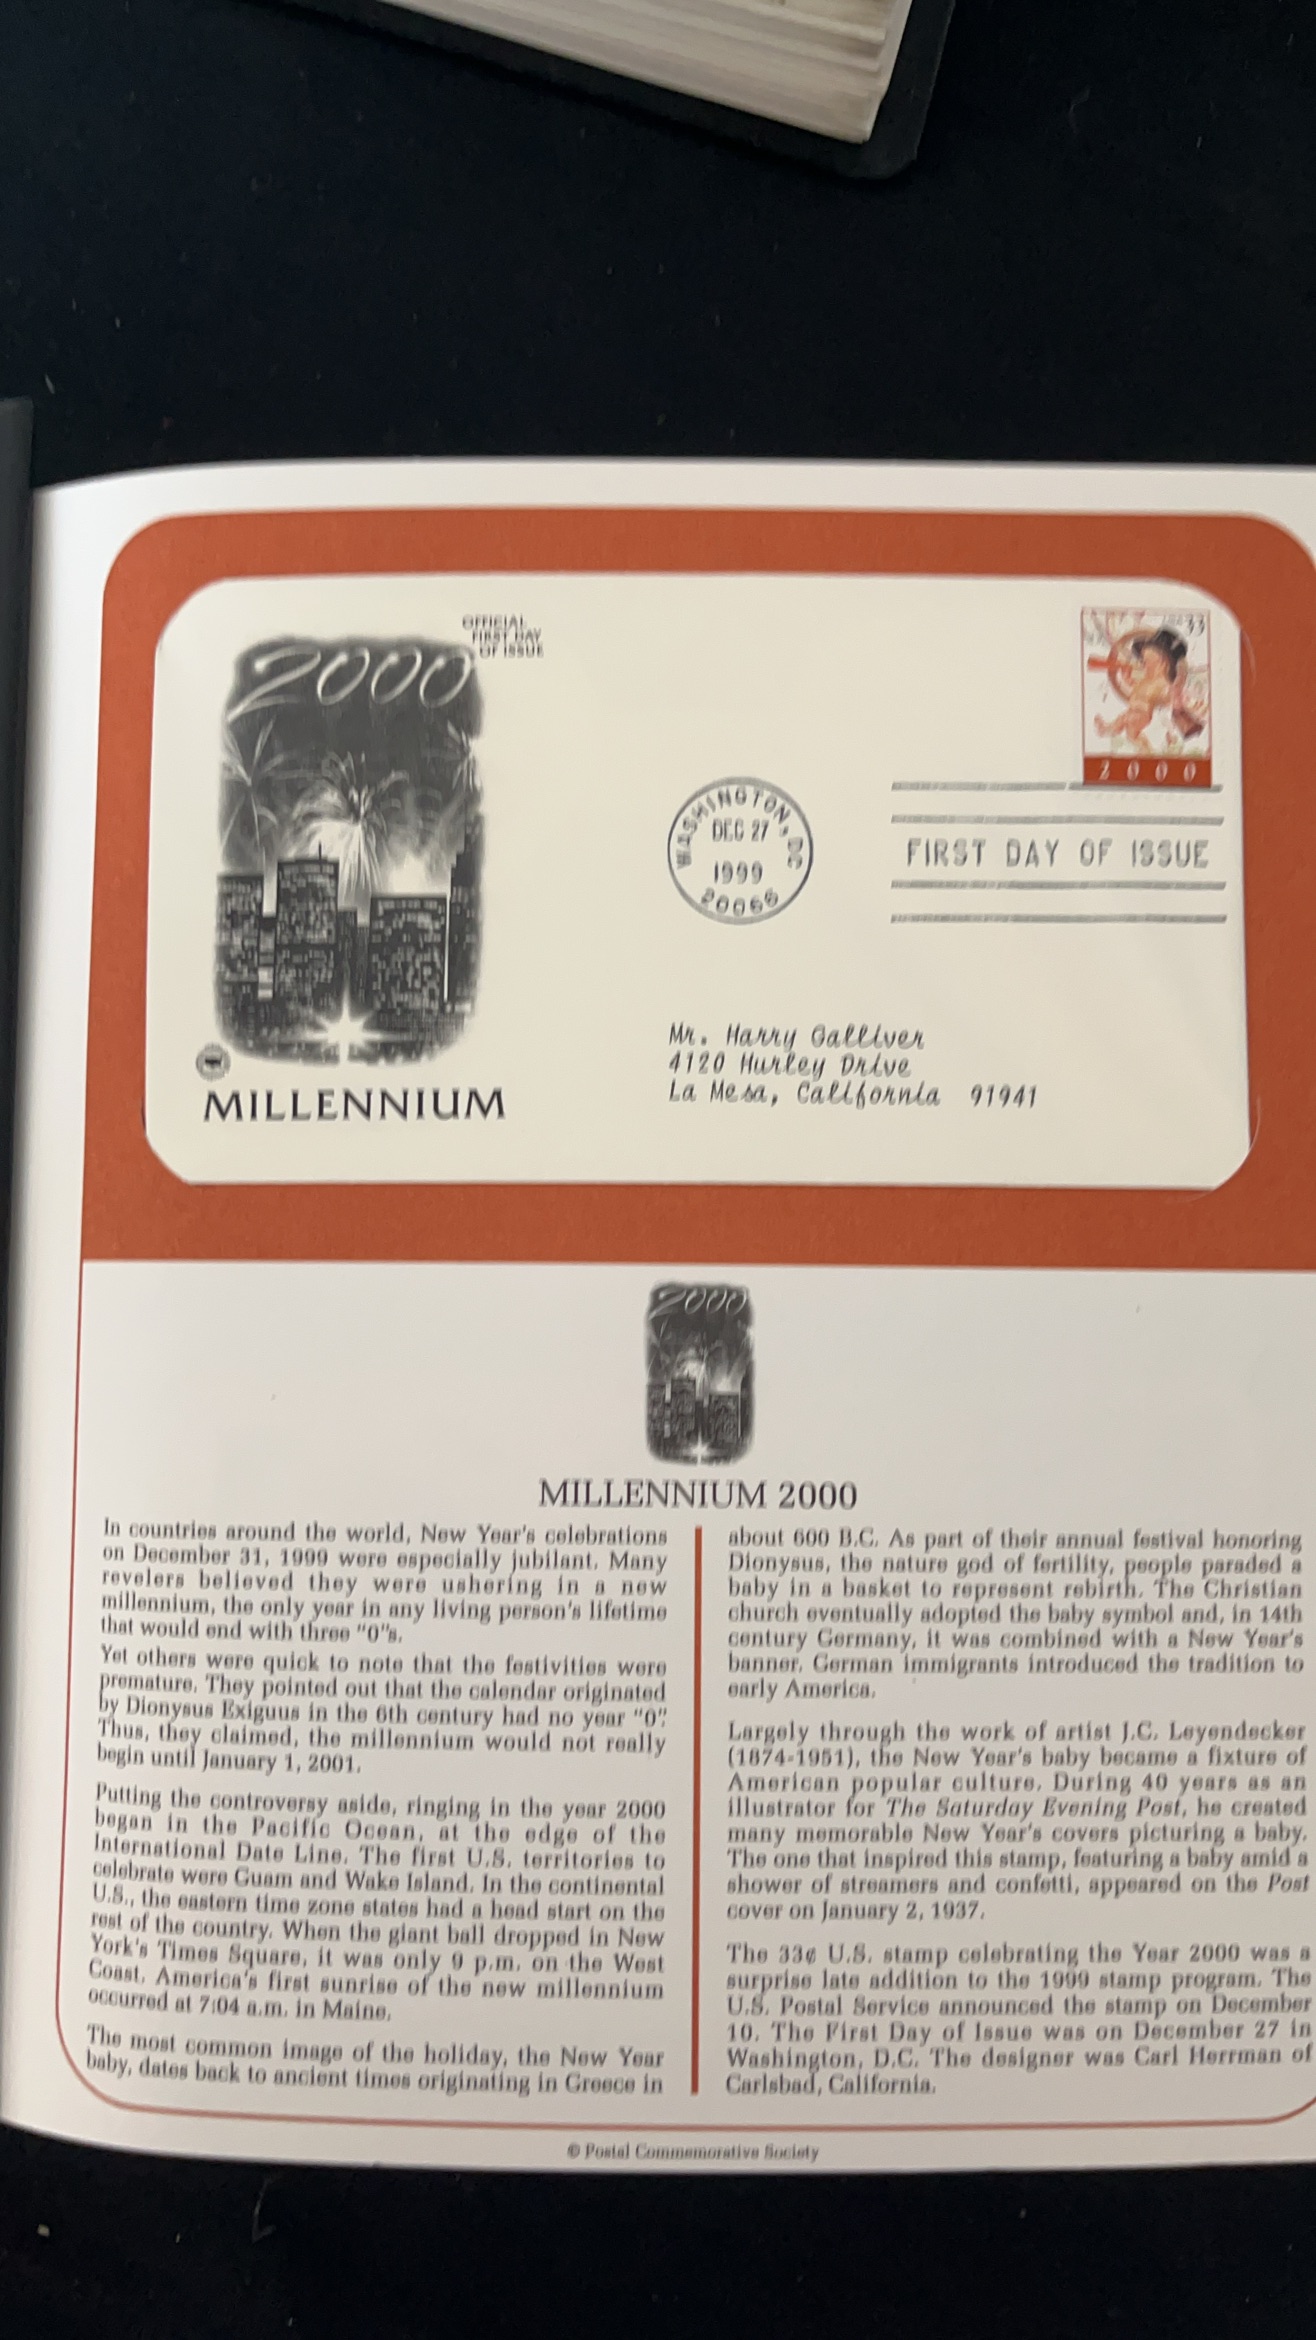 OFFICIAL
FIRST DAY
OF ISSUE
2000
33
2000
WASHINGTON, DC
DEC 27
1999
20066
FIRST DAY OF ISSUE
Mr. Harry Galliver
4120 Hurley Drive
La Mesa, California 91941
MILLENNIUM
2000
MILLENNIUM 2000
In countries around the world, New Year's celebrations
on December 31, 1999 were especially jubilant. Many
revelers believed they were ushering in a new
millennium, the only year in any living person's lifetime
that would end with three "0"s.
Yet others were quick to note that the festivities were
premature. They pointed out that the calendar originated
by Dionysus Exiguus in the 6th century had no year "0".
Thus, they claimed, the millennium would not really
begin until January 1, 2001.
Putting the controversy aside, ringing in the year 2000
began in the Pacific Ocean, at the edge of the
International Date Line. The first U.S. territories to
celebrate were Guam and Wake Island. In the continental
U.S., the eastern time zone states had a head start on the
rest of the country. When the giant ball dropped in New
York's Times Square, it was only 9 p.m. on the West
Coast. America's first sunrise of the new millennium
occurred at 7:04 a.m. in Maine.
The most common image of the holiday, the New Year
baby, dates back to ancient times originating in Greece in
about 600 B.C. As part of their annual festival honoring
Dionysus, the nature god of fertility, people paraded a
baby in a basket to represent rebirth. The Christian
church eventually adopted the baby symbol and, in 14th
century Germany, it was combined with a New Year's
banner. German immigrants introduced the tradition to
early America.
Largely through the work of artist J.C. Leyendecker
(1874-1951), the New Year's baby became a fixture of
American popular culture. During 40 years as an
illustrator for The Saturday Evening Post, he created
many memorable New Year's covers picturing a baby.
The one that inspired this stamp, featuring a baby amid a
shower of streamers and confetti, appeared on the Post
cover on January 2, 1937.
The 33¢ U.S. stamp celebrating the Year 2000 was a
surprise late addition to the 1999 stamp program. The
U.S. Postal Service announced the stamp on December
10. The First Day of Issue was on December 27 in
Washington, D.C. The designer was Carl Herrman of
Carlsbad, California.
© Postal Commemorative Society